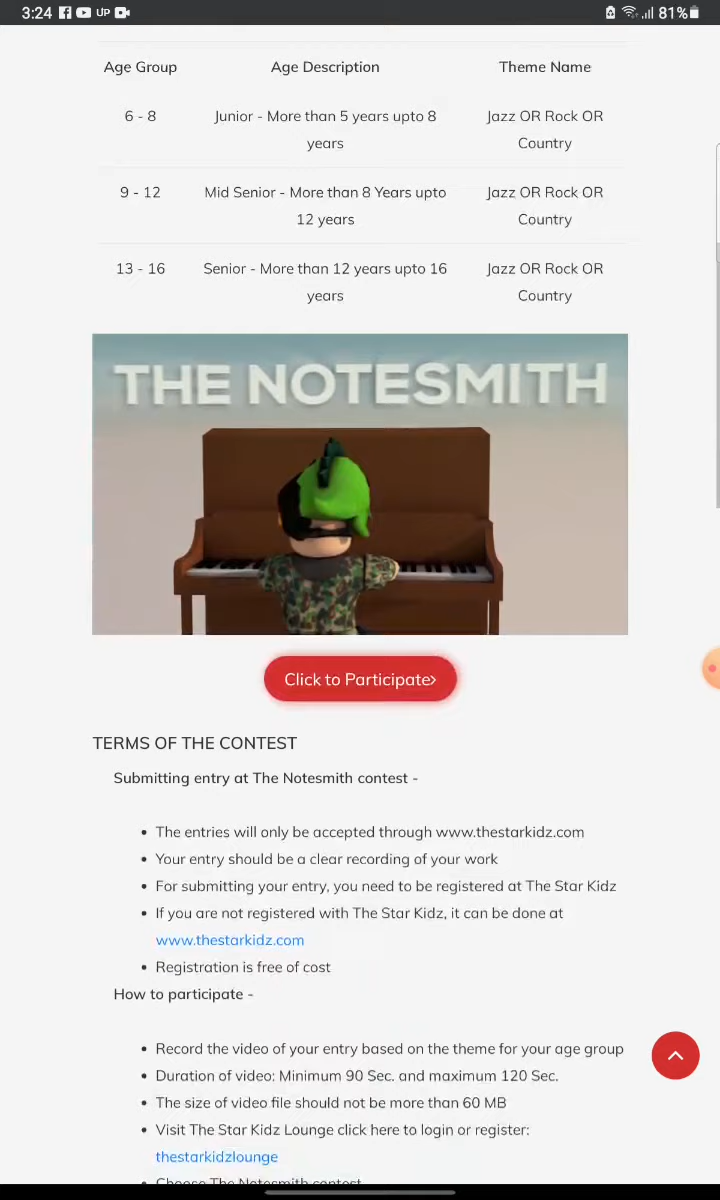 3:24 UP 81%
Age Group Age Description Theme Name
6 - 8 Junior - More than 5 years upto 8 Jazz OR Rock OR
years Country
9 - 12 Mid Senior - More than 8 Years upto Jazz OR Rock OR
12 years Country
13 - 16 Senior - More than 12 years upto 16 Jazz OR Rock OR
years Country
THE NOTESMITH
Click to Participate›
TERMS OF THE CONTEST
Submitting entry at The Notesmith contest -
• The entries will only be accepted through www.thestarkidz.com
• Your entry should be a clear recording of your work
• For submitting your entry, you need to be registered at The Star Kidz
• If you are not registered with The Star Kidz, it can be done at
www.thestarkidz.com
• Registration is free of cost
How to participate -
• Record the video of your entry based on the theme for your age group
• Duration of video: Minimum 90 Sec. and maximum 120 Sec.
• The size of video file should not be more than 60 MB
• Visit The Star Kidz Lounge click here to login or register:
thestarkidzlounge
• Choose The Notesmith contest